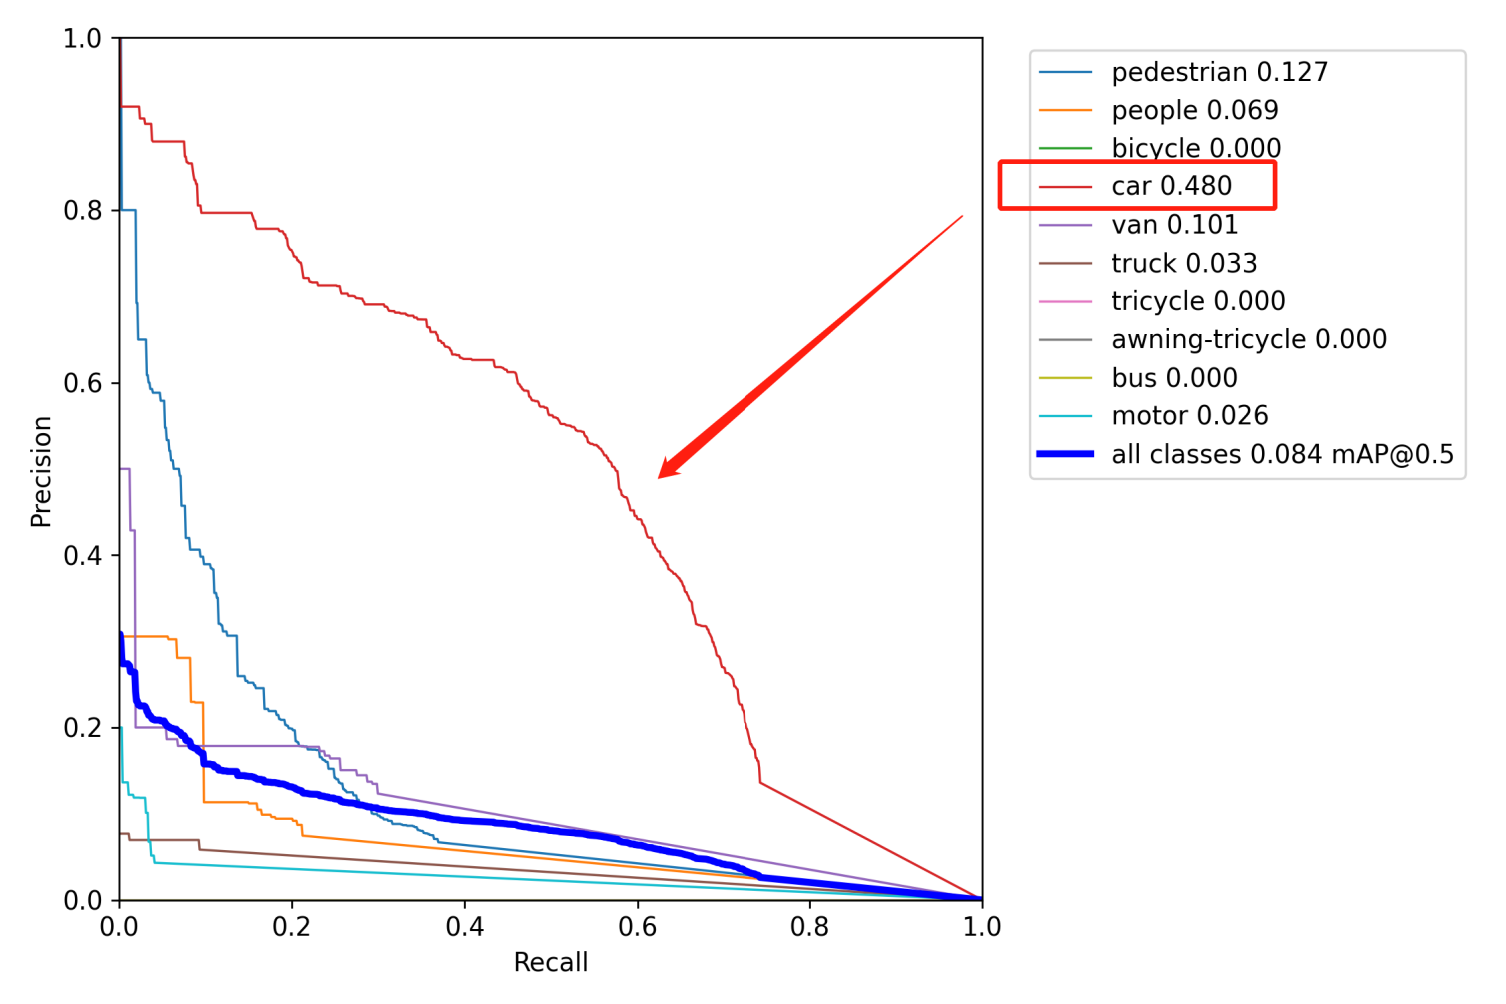 1.0
0.8
0.6
0.4
0.2
0.0
Precision
0.0 0.2 0.4 0.6 0.8 1.0
Recall
pedestrian 0.127
people 0.069
bicycle 0.000
car 0.480
van 0.101
truck 0.033
tricycle 0.000
awning-tricycle 0.000
bus 0.000
motor 0.026
all classes 0.084 mAP@0.5